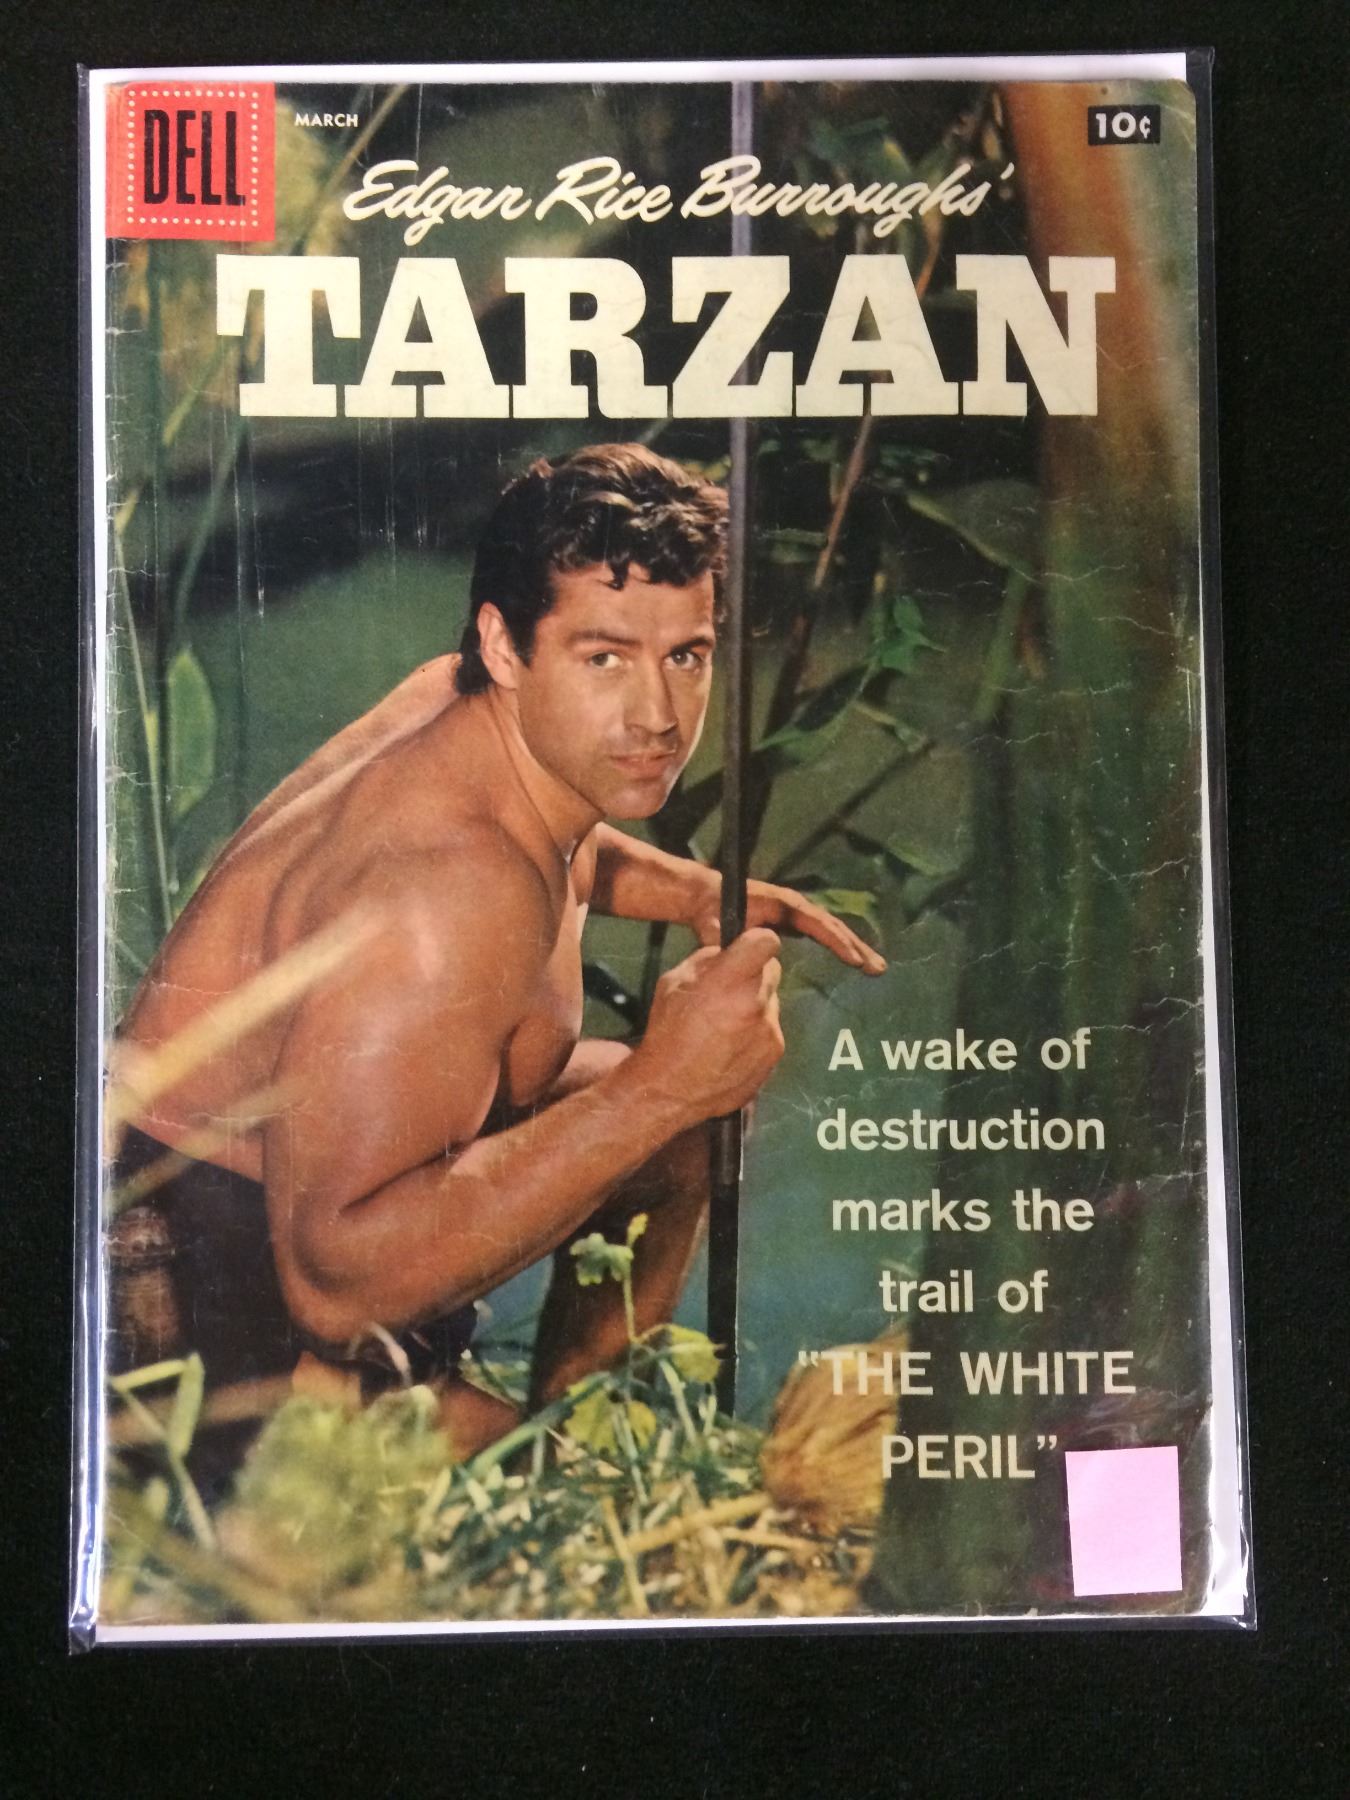 DELL
MARCH
10¢
Edgar Rice Burroughs'
TARZAN
A wake of
destruction
marks the
trail of
"THE WHITE
PERIL"